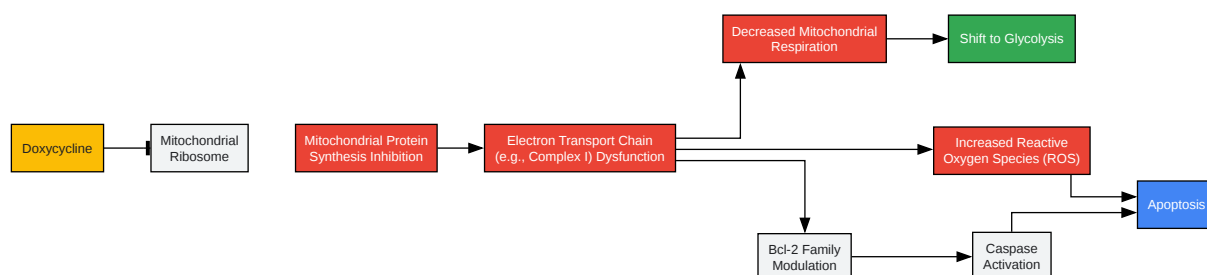 Doxycycline
Mitochondrial
Ribosome
Mitochondrial Protein
Synthesis Inhibition
Electron Transport Chain
(e.g., Complex I) Dysfunction
Decreased Mitochondrial
Respiration
Shift to Glycolysis
Increased Reactive
Oxygen Species (ROS)
Bcl-2 Family
Modulation
Caspase
Activation
Apoptosis